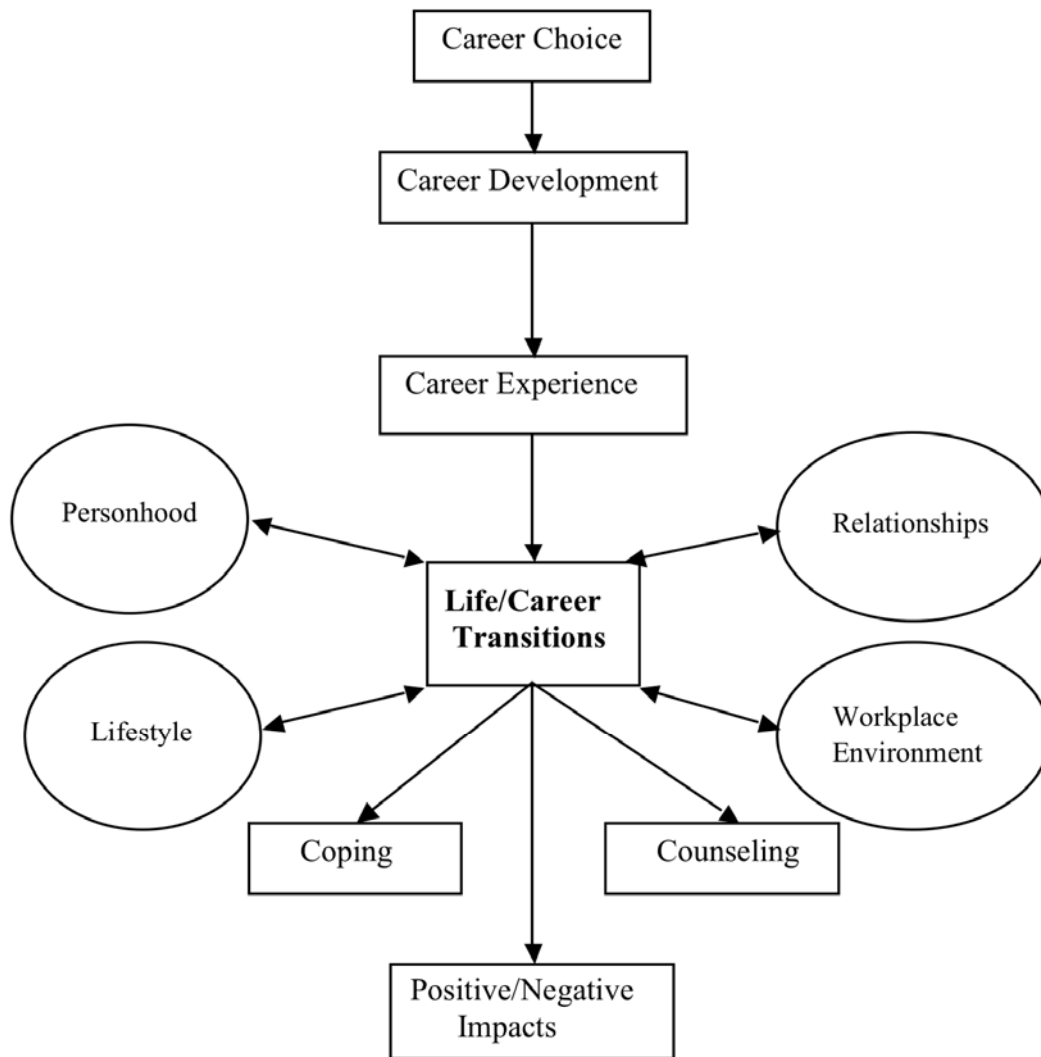 Career Choice
Career Development
Career Experience
Personhood
Relationships
Life/Career
Transitions
Lifestyle
Workplace
Environment
Coping
Counseling
Positive/Negative
Impacts